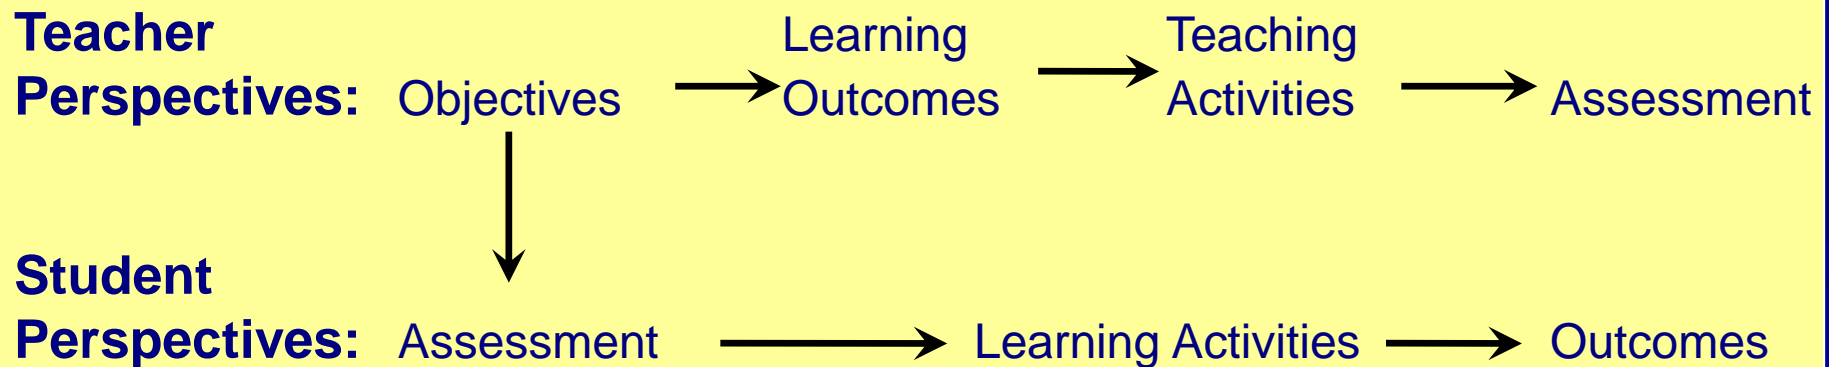 Teacher Learning Teaching
Perspectives: Objectives Outcomes Activities Assessment
Student
Perspectives: Assessment Learning Activities Outcomes